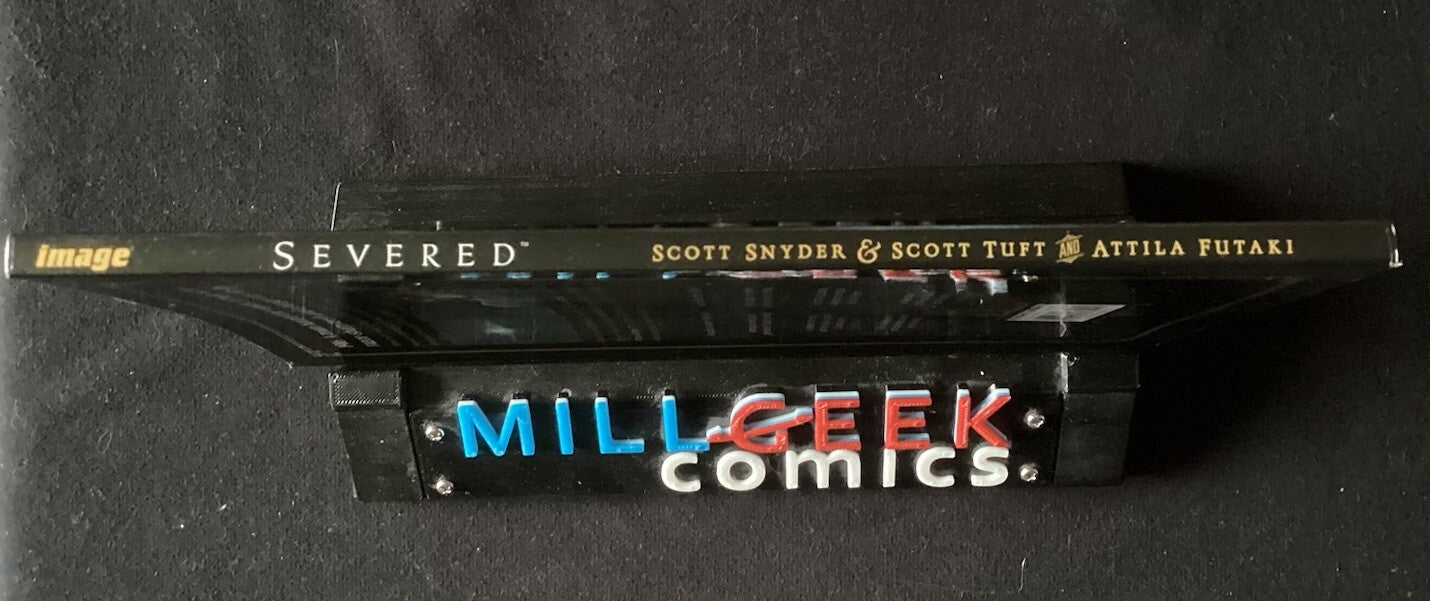 image SEVERED™ SCOTT SNYDER & SCOTT TUFT AND ATTILA FUTAKI
MILLGEEK
comics